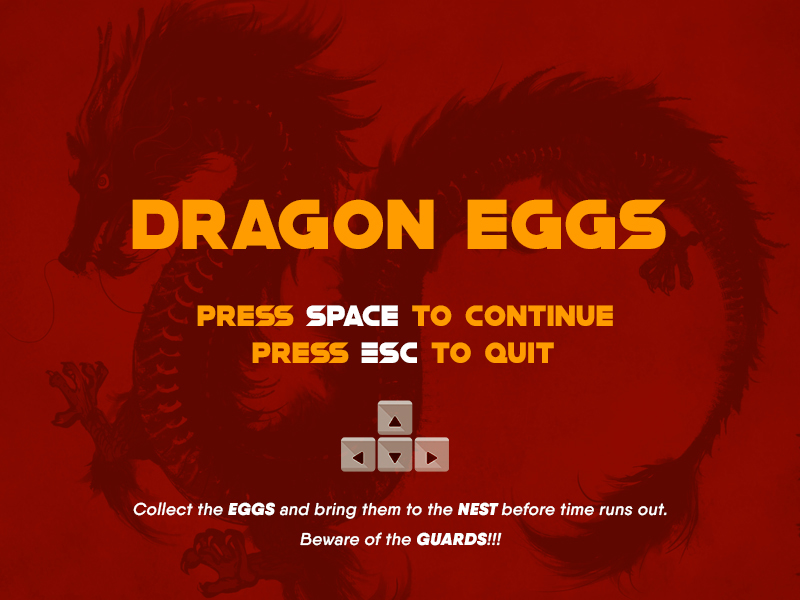 DRAGON EGGS
PRESS SPACE TO CONTINUE
PRESS ESC TO QUIT
Collect the EGGS and bring them to the NEST before time runs out.
Beware of the GUARDS!!!